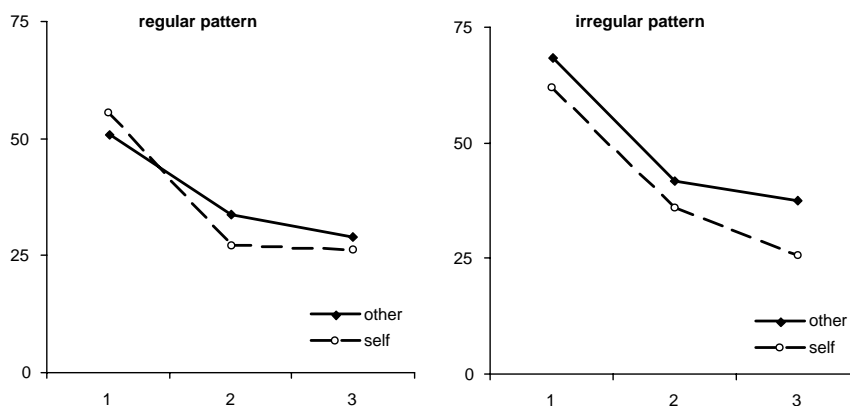 regular pattern
75
50
25
0
1 2 3
other
self
irregular pattern
75
50
25
0
1 2 3
other
self